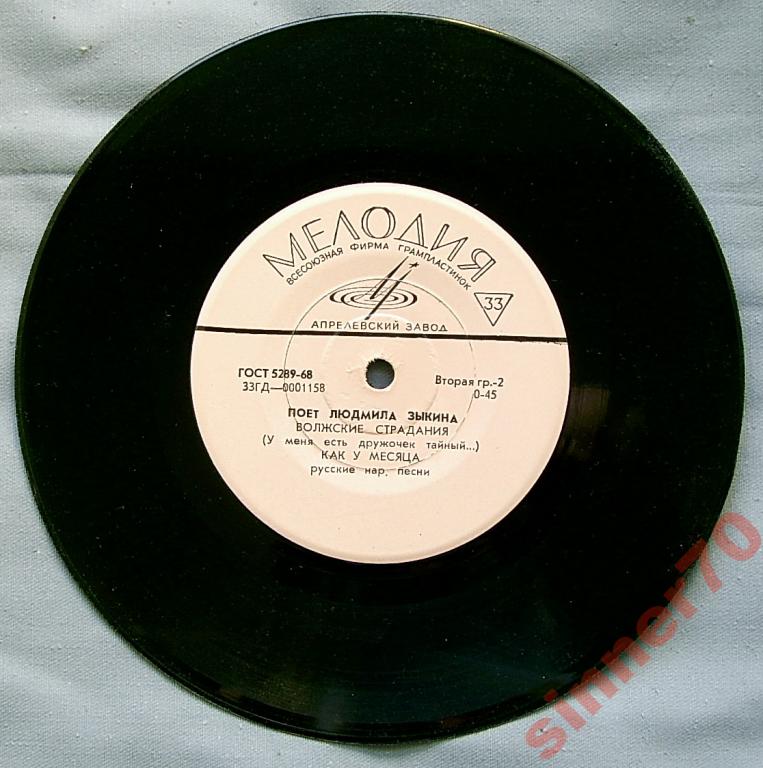 МЕЛОДИЯ
ВСЕСОЮЗНАЯ ФИРМА ГРАМПЛАСТИНОК
33
АПРЕЛЕВСКИЙ ЗАВОД
ГОСТ 5289-68
33ГД—0001158
Вторая гр.-2
0-45
ПОЕТ ЛЮДМИЛА ЗЫКИНА
ВОЛЖСКИЕ СТРАДАНИЯ
(У меня есть дружочек тайный...)
КАК У МЕСЯЦА
русские нар. песни
sinner70